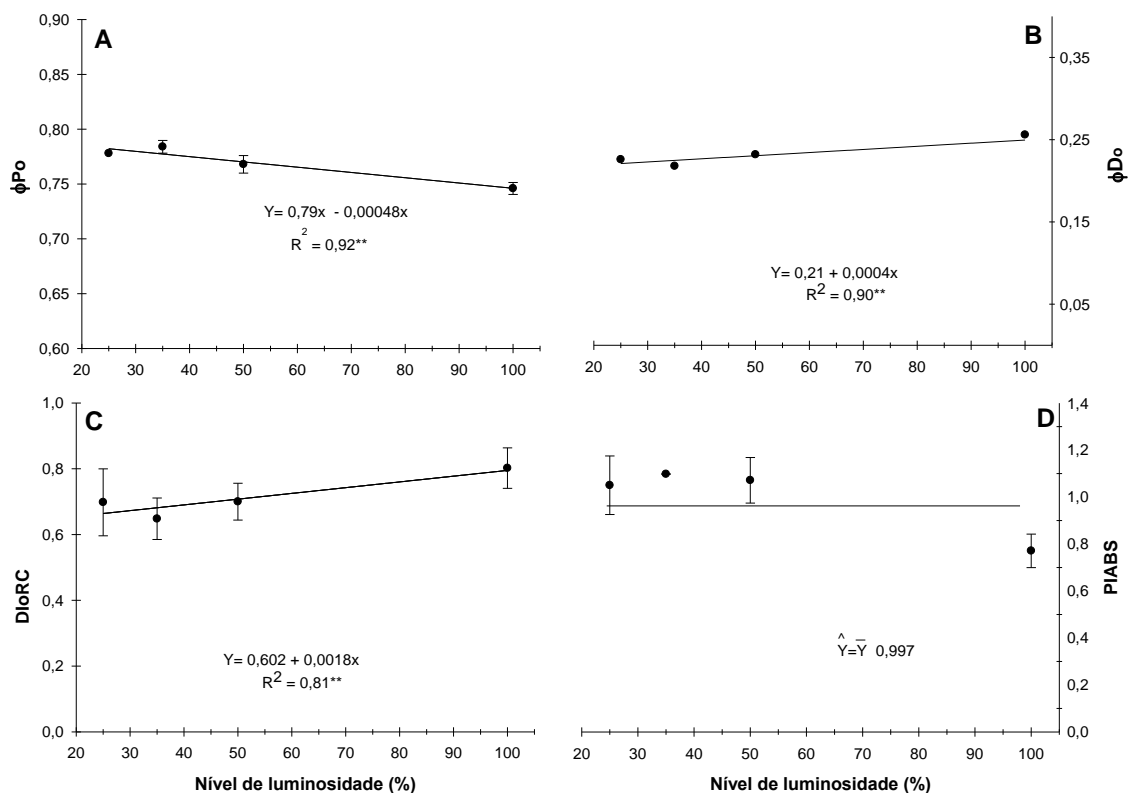 A
0,90
0,85
0,80
0,75
0,70
0,65
0,60
ϕPo
Y= 0,79x - 0,00048x
R2 = 0,92**
20 30 40 50 60 70 80 90 100
B
0,35
0,25
0,15
0,05
ϕDo
Y= 0,21 + 0,0004x
R2 = 0,90**
20 30 40 50 60 70 80 90 100
C
1,0
0,8
0,6
0,4
0,2
0,0
DIoRC
Y= 0,602 + 0,0018x
R2 = 0,81**
20 30 40 50 60 70 80 90 100
Nível de luminosidade (%)
D
1,4
1,2
1,0
0,8
0,6
0,4
0,2
0,0
PIABS
Ŷ=Ȳ 0,997
20 30 40 50 60 70 80 90 100
Nível de luminosidade (%)